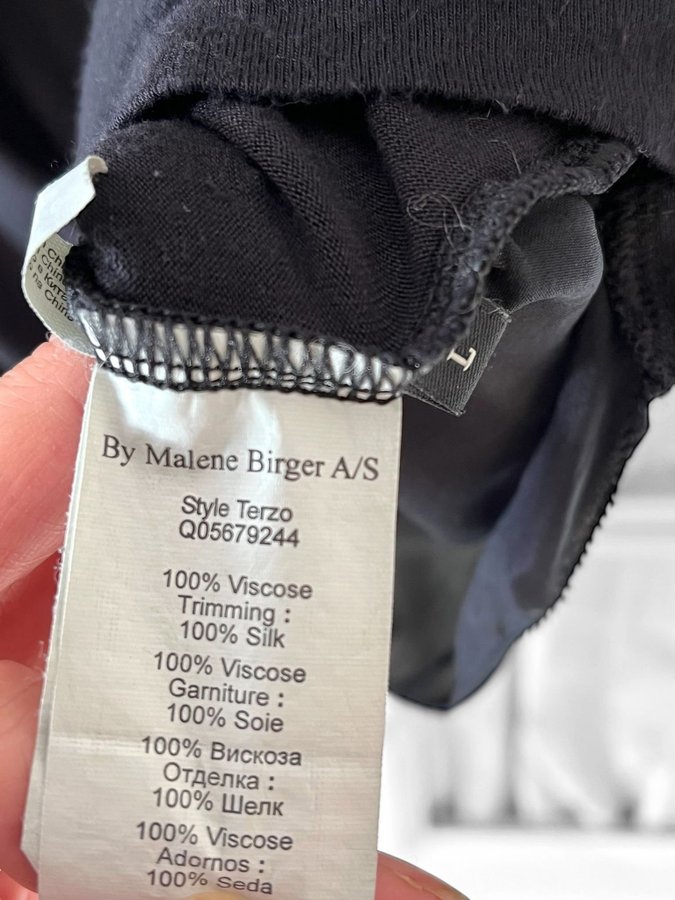 By Malene Birger A/S
Style Terzo
Q05679244
100% Viscose
Trimming :
100% Silk
100% Viscose
Garniture :
100% Soie
100% Вискоза
Отделка :
100% Шелк
100% Viscose
Adornos :
100% Seda
L